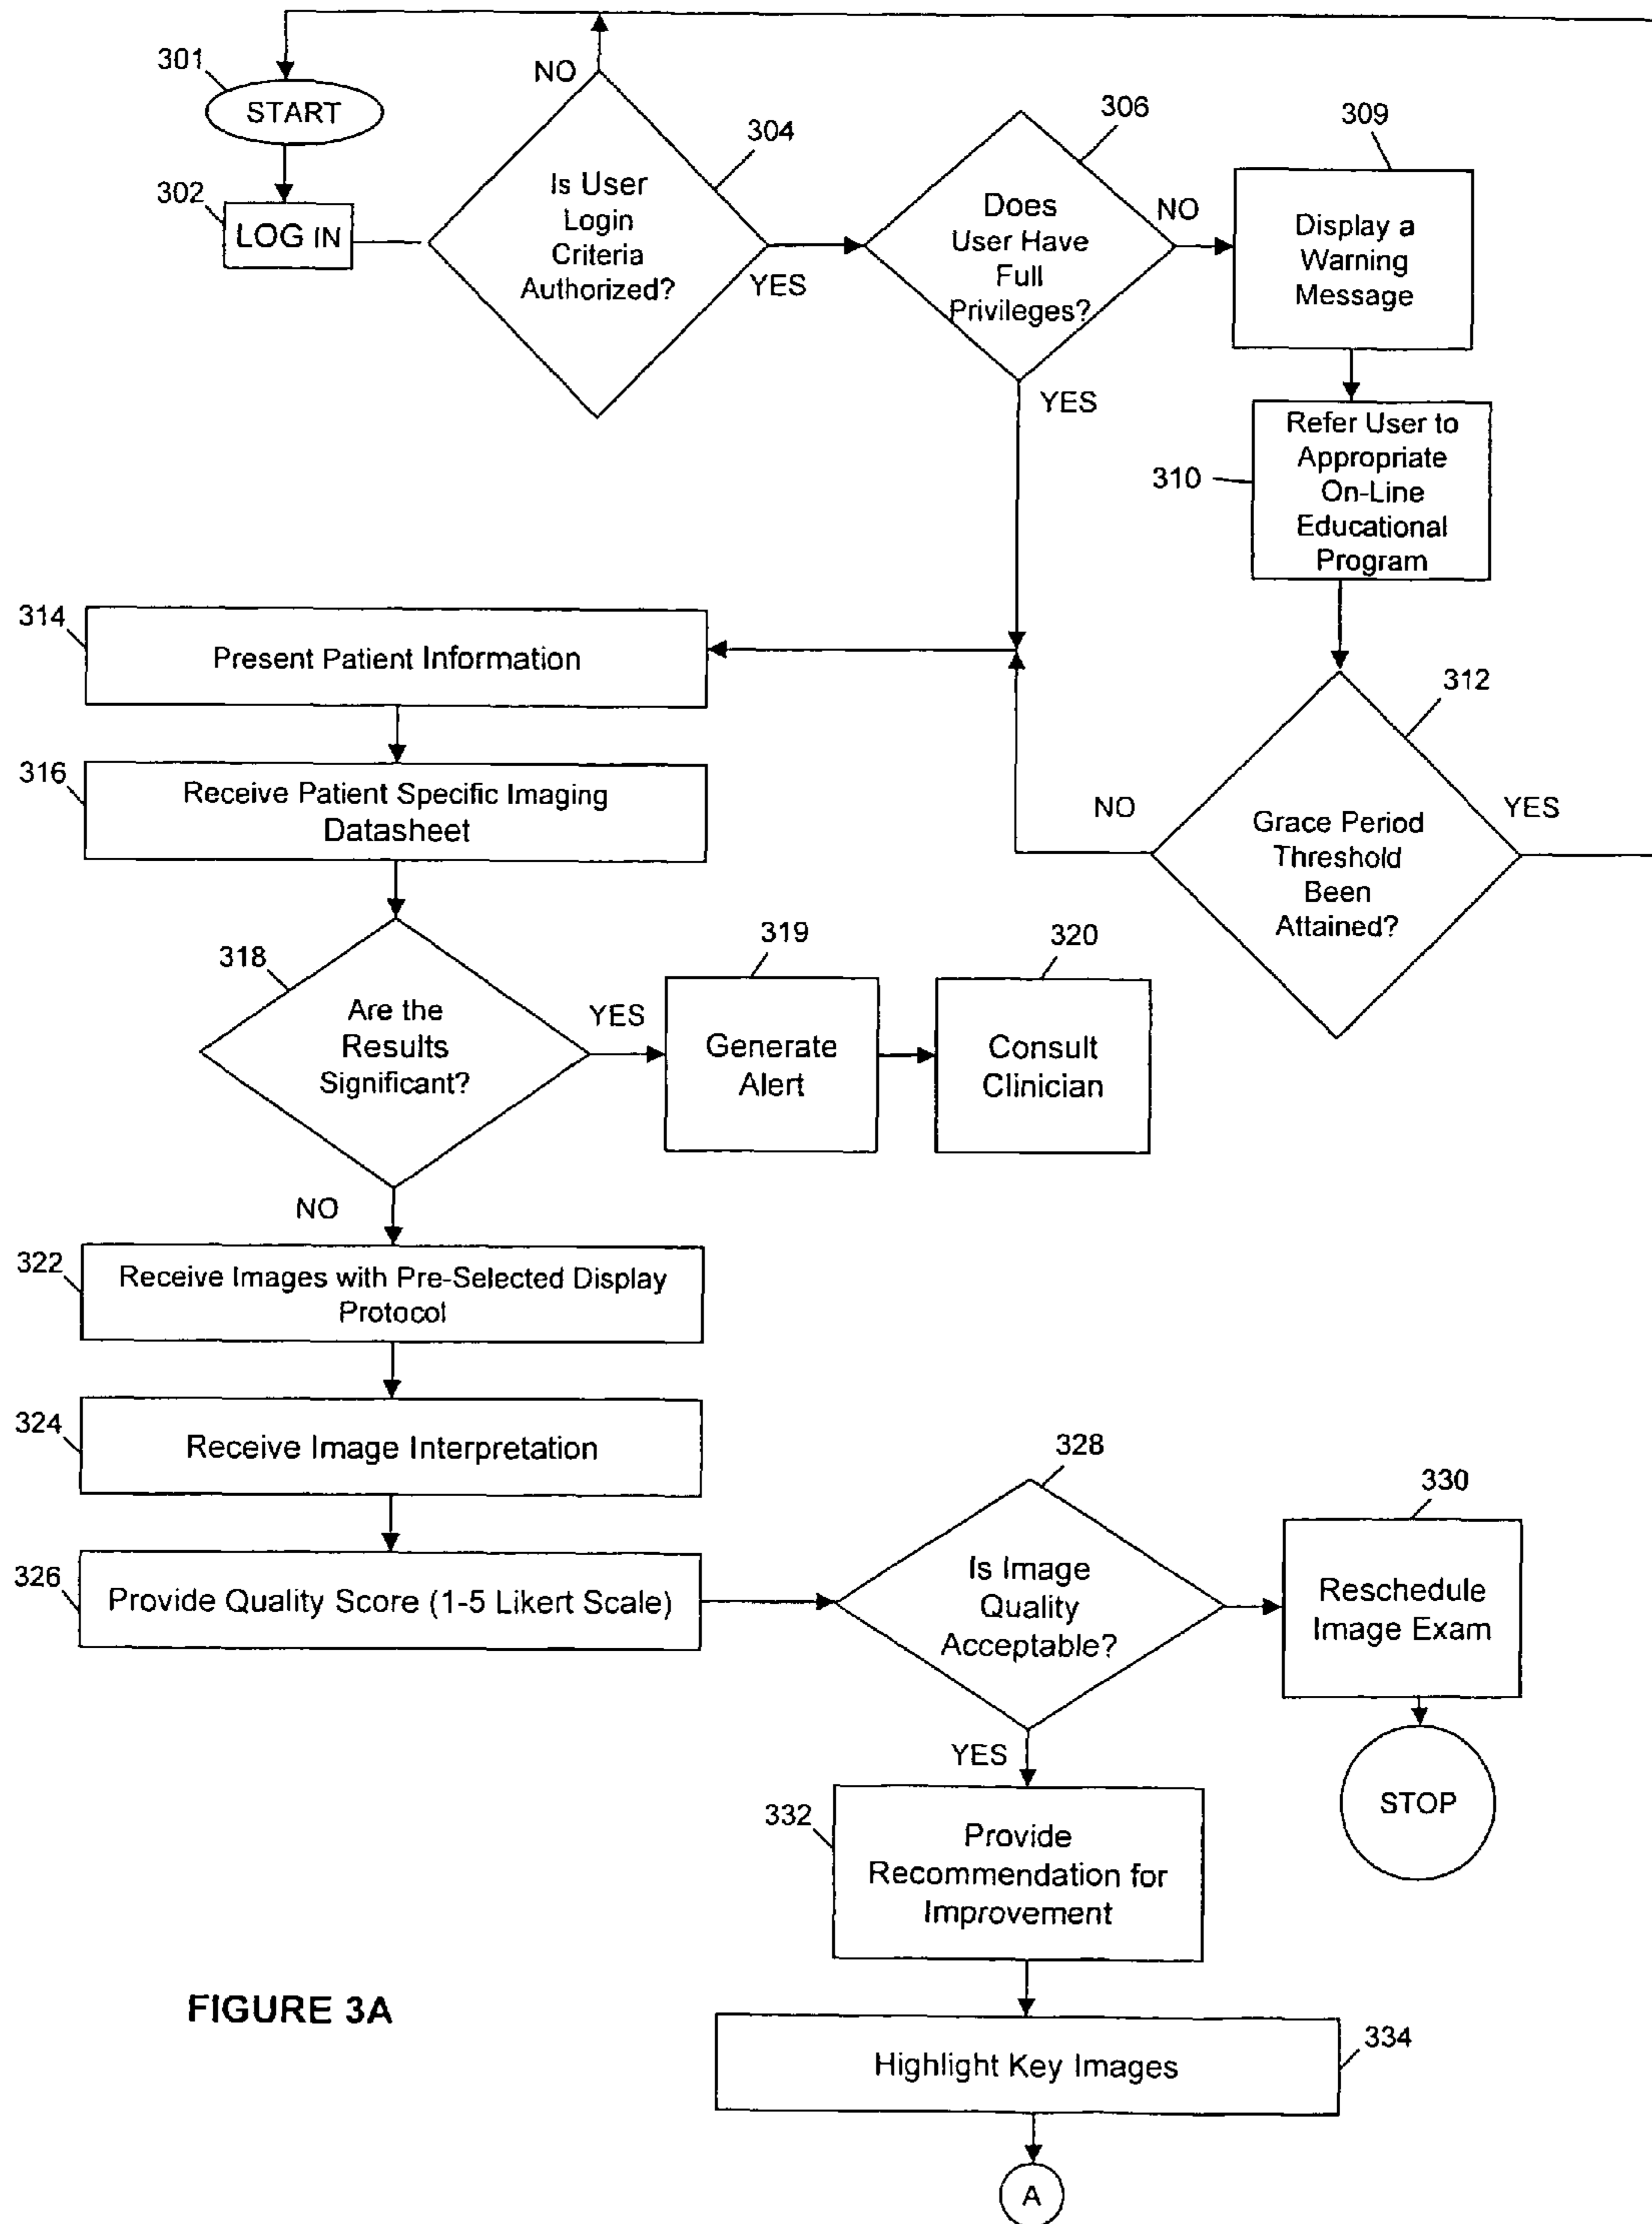 301
START
302
LOG IN
NO
304
Is User
Login
Criteria
Authorized?
YES
306
Does
User Have
Full
Privileges?
NO
YES
309
Display a
Warning
Message
310
Refer User to
Appropriate
On-Line
Educational
Program
312
Grace Period
Threshold
Been
Attained?
NO
YES
314
Present Patient Information
316
Receive Patient Specific Imaging
Datasheet
318
Are the
Results
Significant?
YES
NO
319
Generate
Alert
320
Consult
Clinician
322
Receive Images with Pre-Selected Display
Protocol
324
Receive Image Interpretation
326
Provide Quality Score (1-5 Likert Scale)
328
Is Image
Quality
Acceptable?
YES
330
Reschedule
Image Exam
STOP
332
Provide
Recommendation for
Improvement
334
Highlight Key Images
A
FIGURE 3A